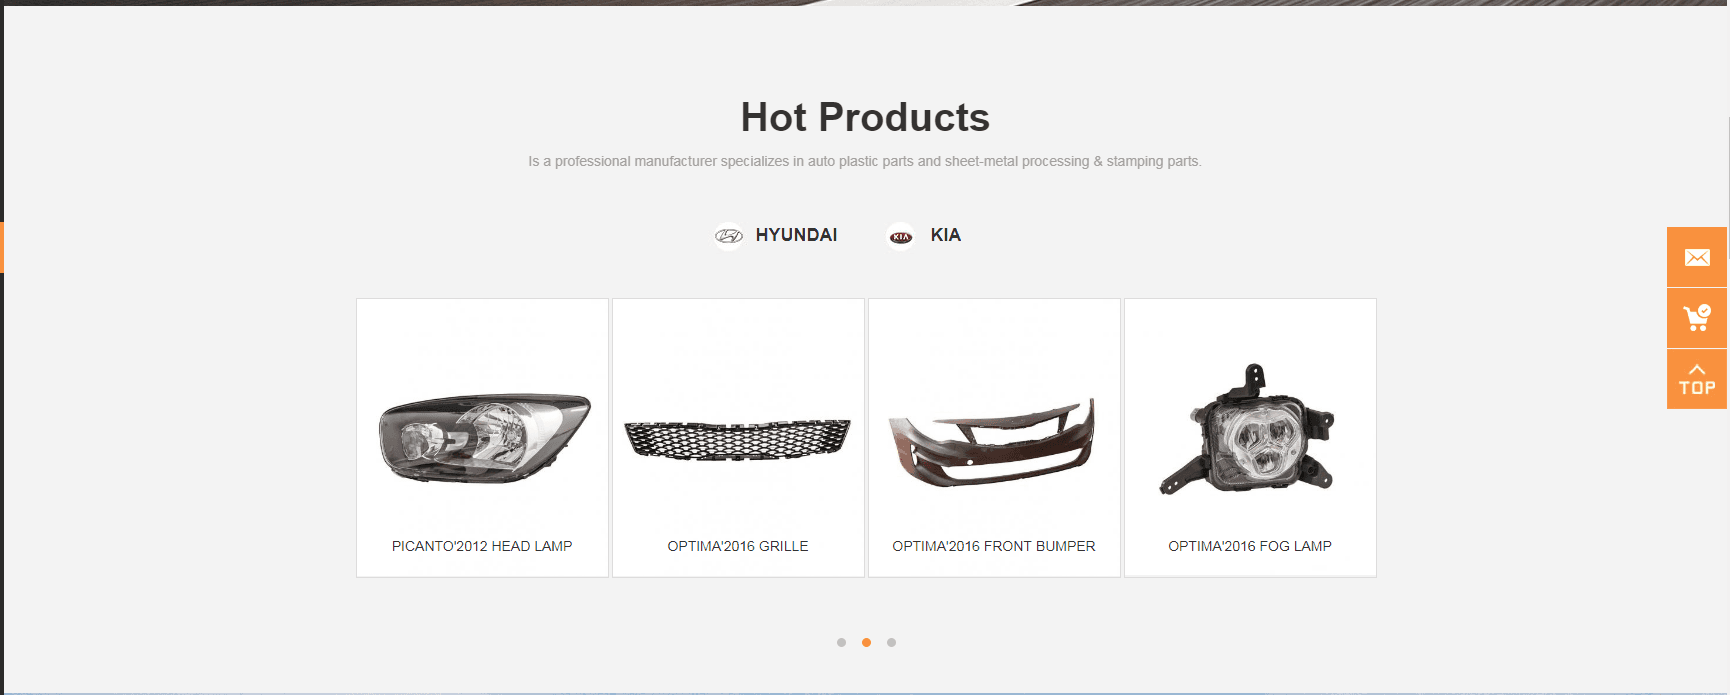 Hot Products
Is a professional manufacturer specializes in auto plastic parts and sheet-metal processing & stamping parts.
HYUNDAI
KIA KIA
PICANTO'2012 HEAD LAMP
OPTIMA'2016 GRILLE
OPTIMA'2016 FRONT BUMPER
OPTIMA'2016 FOG LAMP
TOP